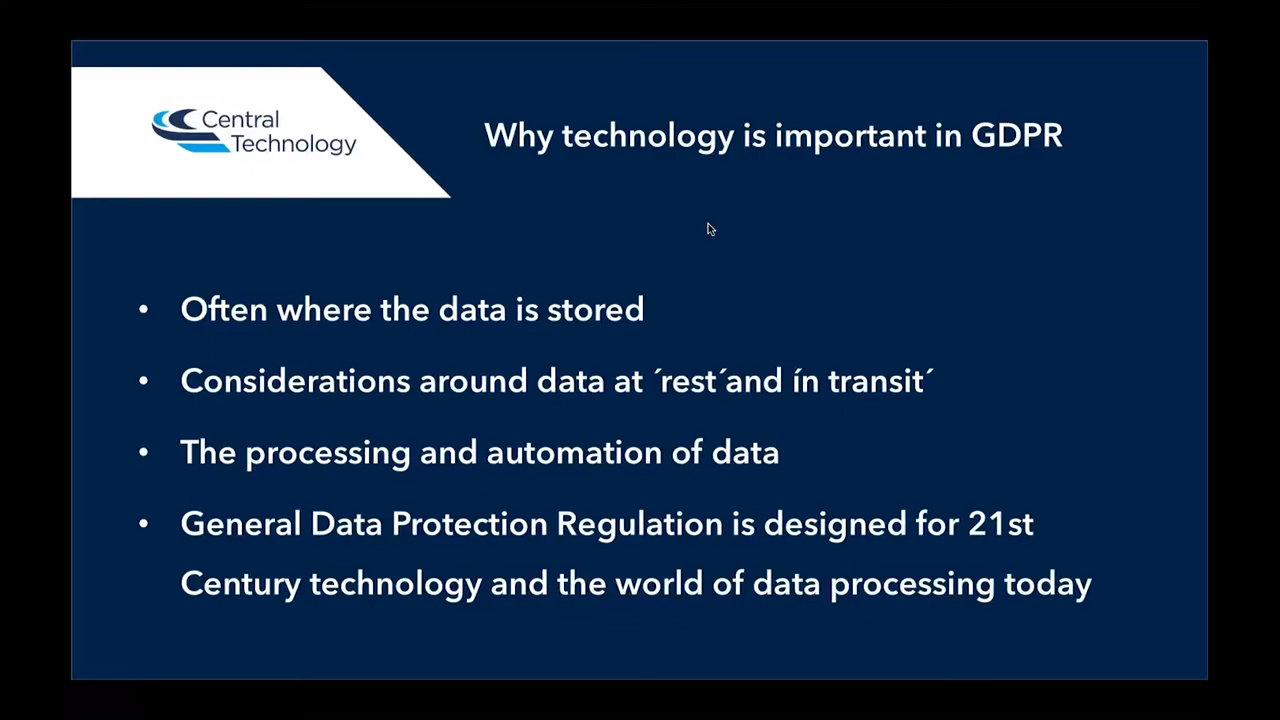 Central
Technology
Why technology is important in GDPR
• Often where the data is stored
• Considerations around data at ´rest´and ín transit´
• The processing and automation of data
• General Data Protection Regulation is designed for 21st
Century technology and the world of data processing today